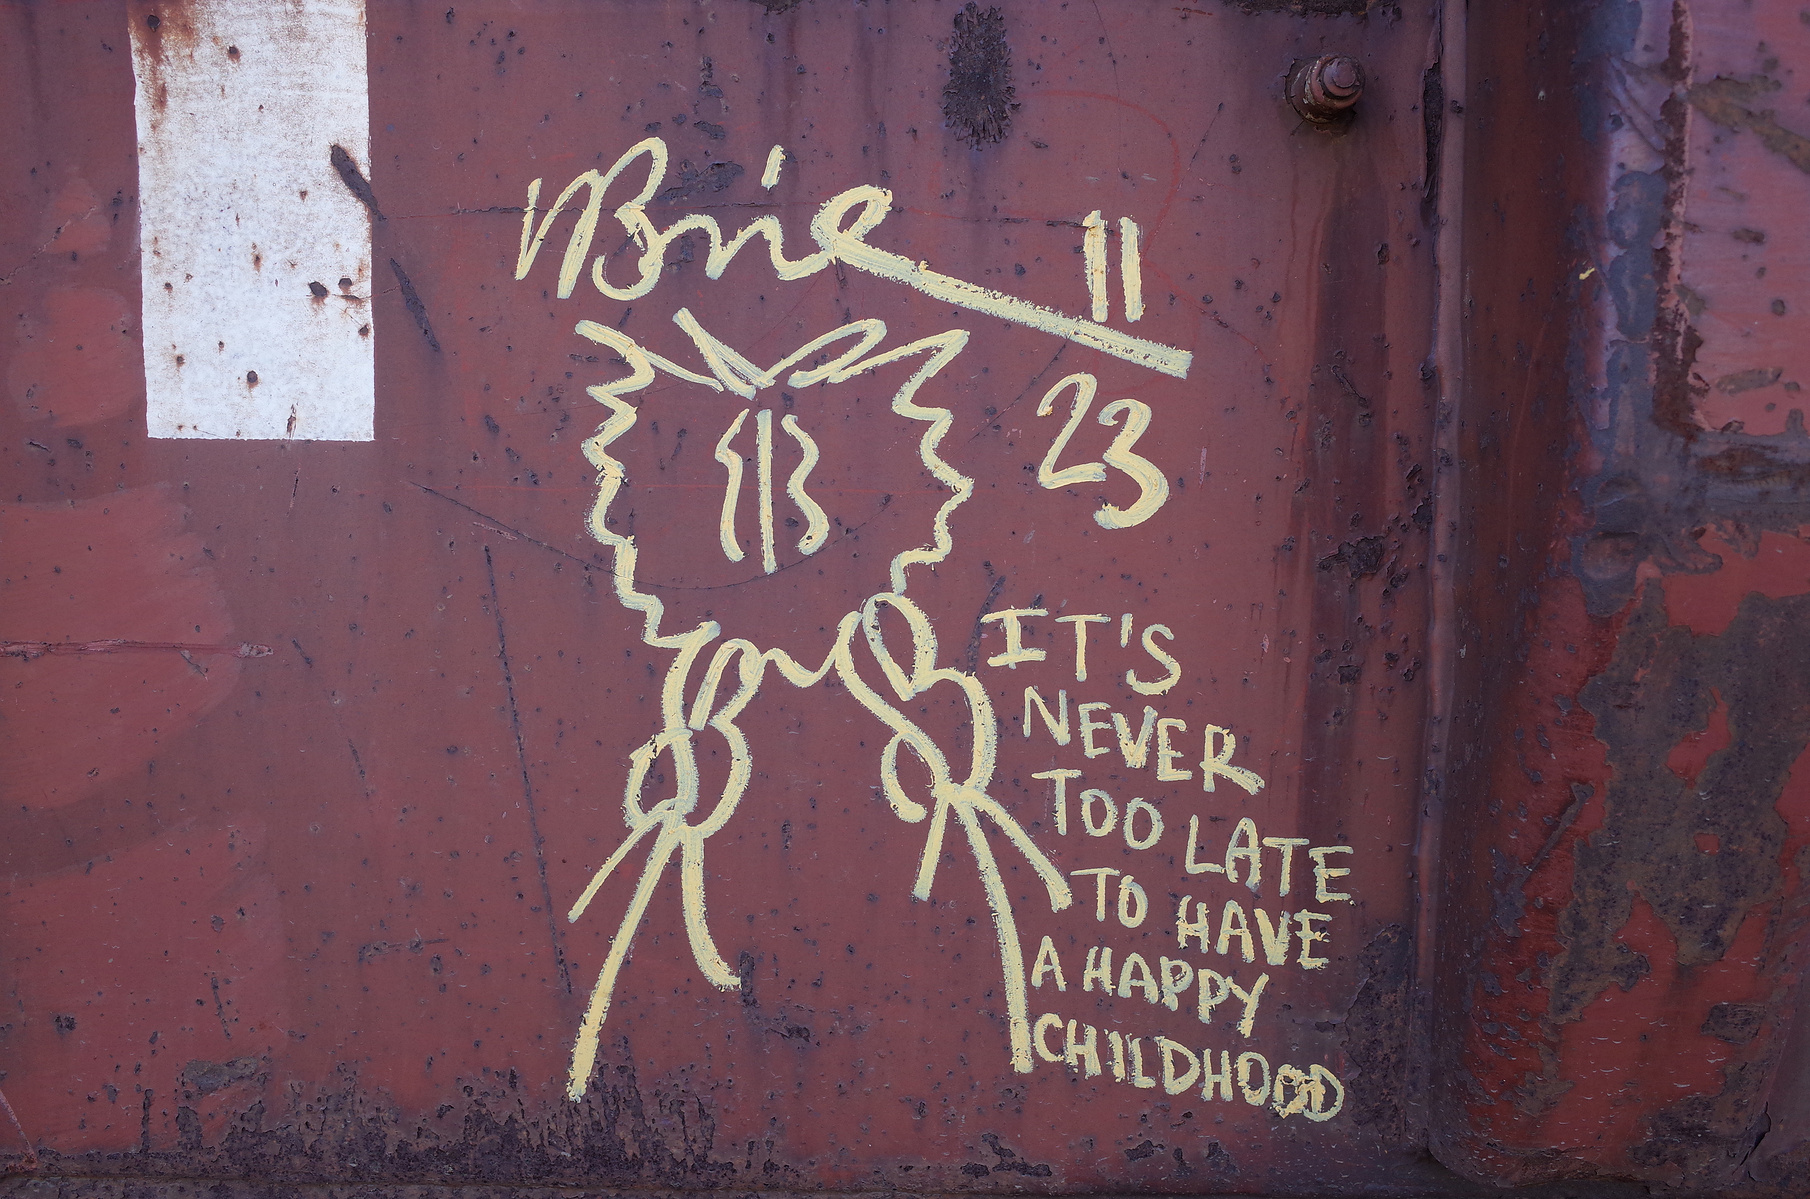 Brie
11
23
IT'S
NEVER
TOO LATE
TO HAVE
A HAPPY
CHILDHOOD